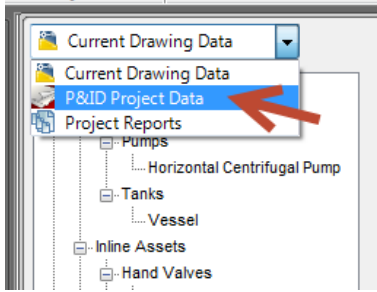 Current Drawing Data
Current Drawing Data
P&ID Project Data
Project Reports
Pumps
Horizontal Centrifugal Pump
Tanks
Vessel
Inline Assets
Hand Valves